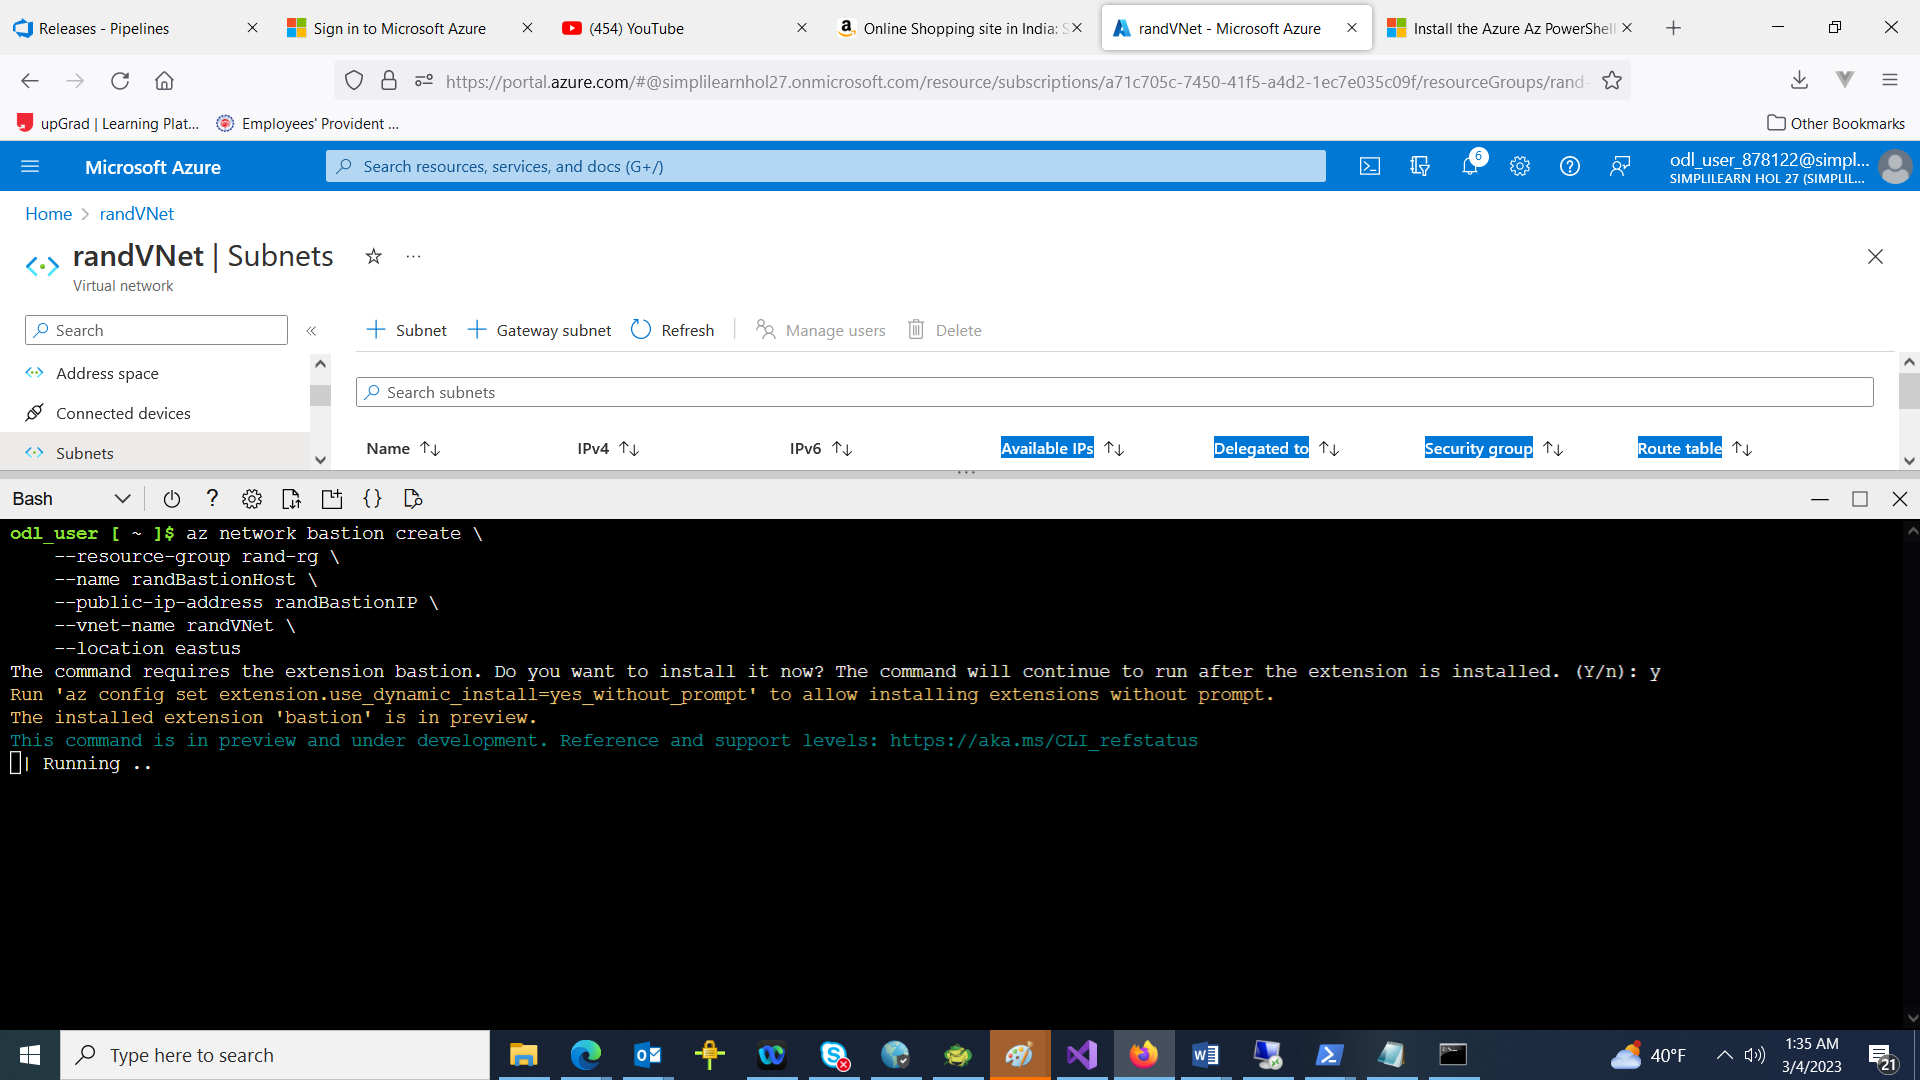 Releases - Pipelines
Sign in to Microsoft Azure
(454) YouTube
Online Shopping site in India: S
randVNet - Microsoft Azure
Install the Azure Az PowerShell
https://portal.azure.com/#@simplilearnhol27.onmicrosoft.com/resource/subscriptions/a71c705c-7450-41f5-a4d2-1ec7e035c09f/resourceGroups/rand-
upGrad | Learning Plat...
Employees' Provident ...
Other Bookmarks
Microsoft Azure
Search resources, services, and docs (G+/)
6
odl_user_878122@simpl...
SIMPLILEARN HOL 27 (SIMPLIL...
Home > randVNet
randVNet | Subnets
...
Virtual network
Search
«
Subnet
Gateway subnet
Refresh
Manage users
Delete
Address space
Connected devices
Subnets
Search subnets
Name
IPv4
IPv6
Available IPs
Delegated to
Security group
Route table
Bash
odl_user [ ~ ]$ az network bastion create \
--resource-group rand-rg \
--name randBastionHost \
--public-ip-address randBastionIP \
--vnet-name randVNet \
--location eastus
The command requires the extension bastion. Do you want to install it now? The command will continue to run after the extension is installed. (Y/n): y
Run 'az config set extension.use_dynamic_install=yes_without_prompt' to allow installing extensions without prompt.
The installed extension 'bastion' is in preview.
This command is in preview and under development. Reference and support levels: https://aka.ms/CLI_refstatus
| Running ..
Type here to search
40°F
1:35 AM
3/4/2023
21